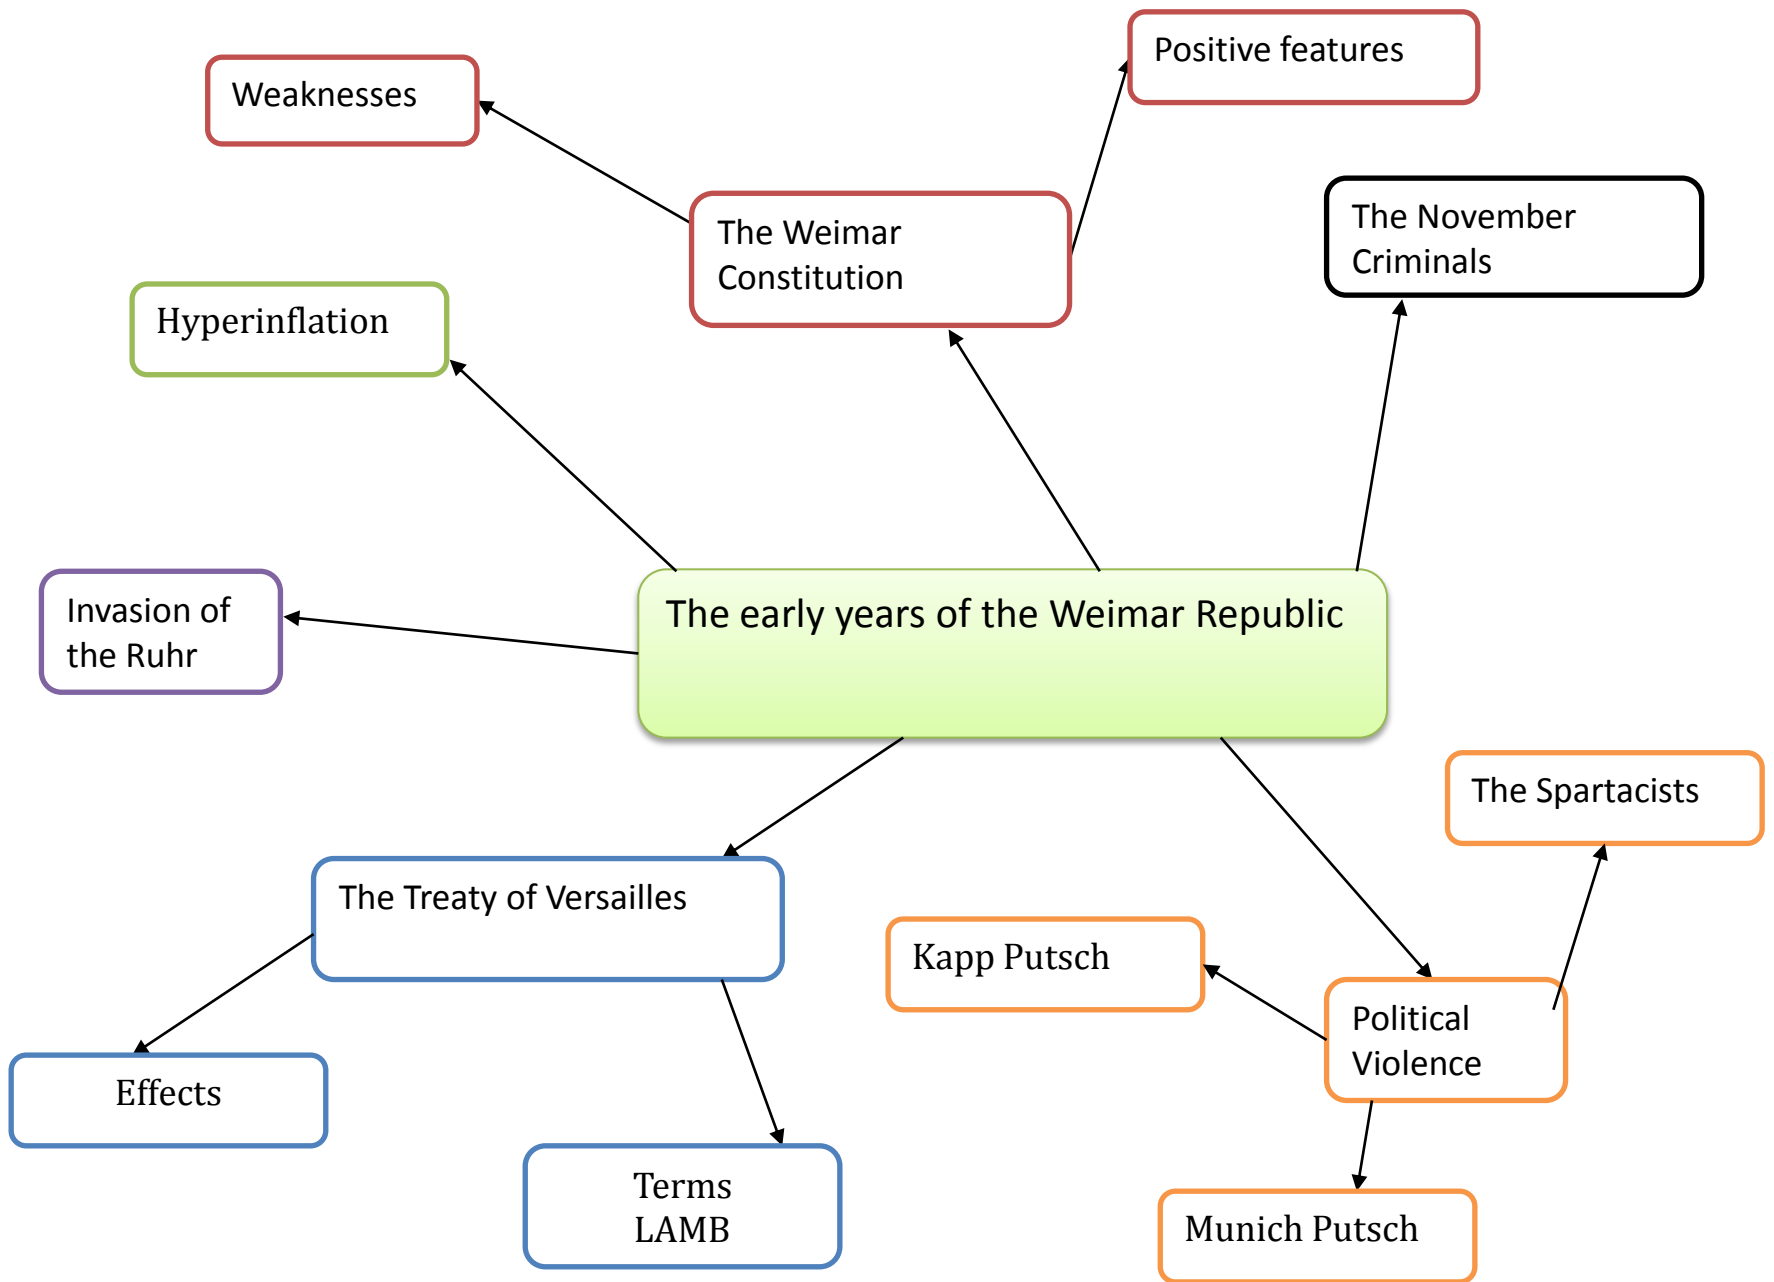 Positive features
Weaknesses
The November
Criminals
The Weimar
Constitution
Hyperinflation
Invasion of
the Ruhr
The early years of the Weimar Republic
The Spartacists
The Treaty of Versailles
Kapp Putsch
Political
Violence
Effects
Terms
LAMB
Munich Putsch